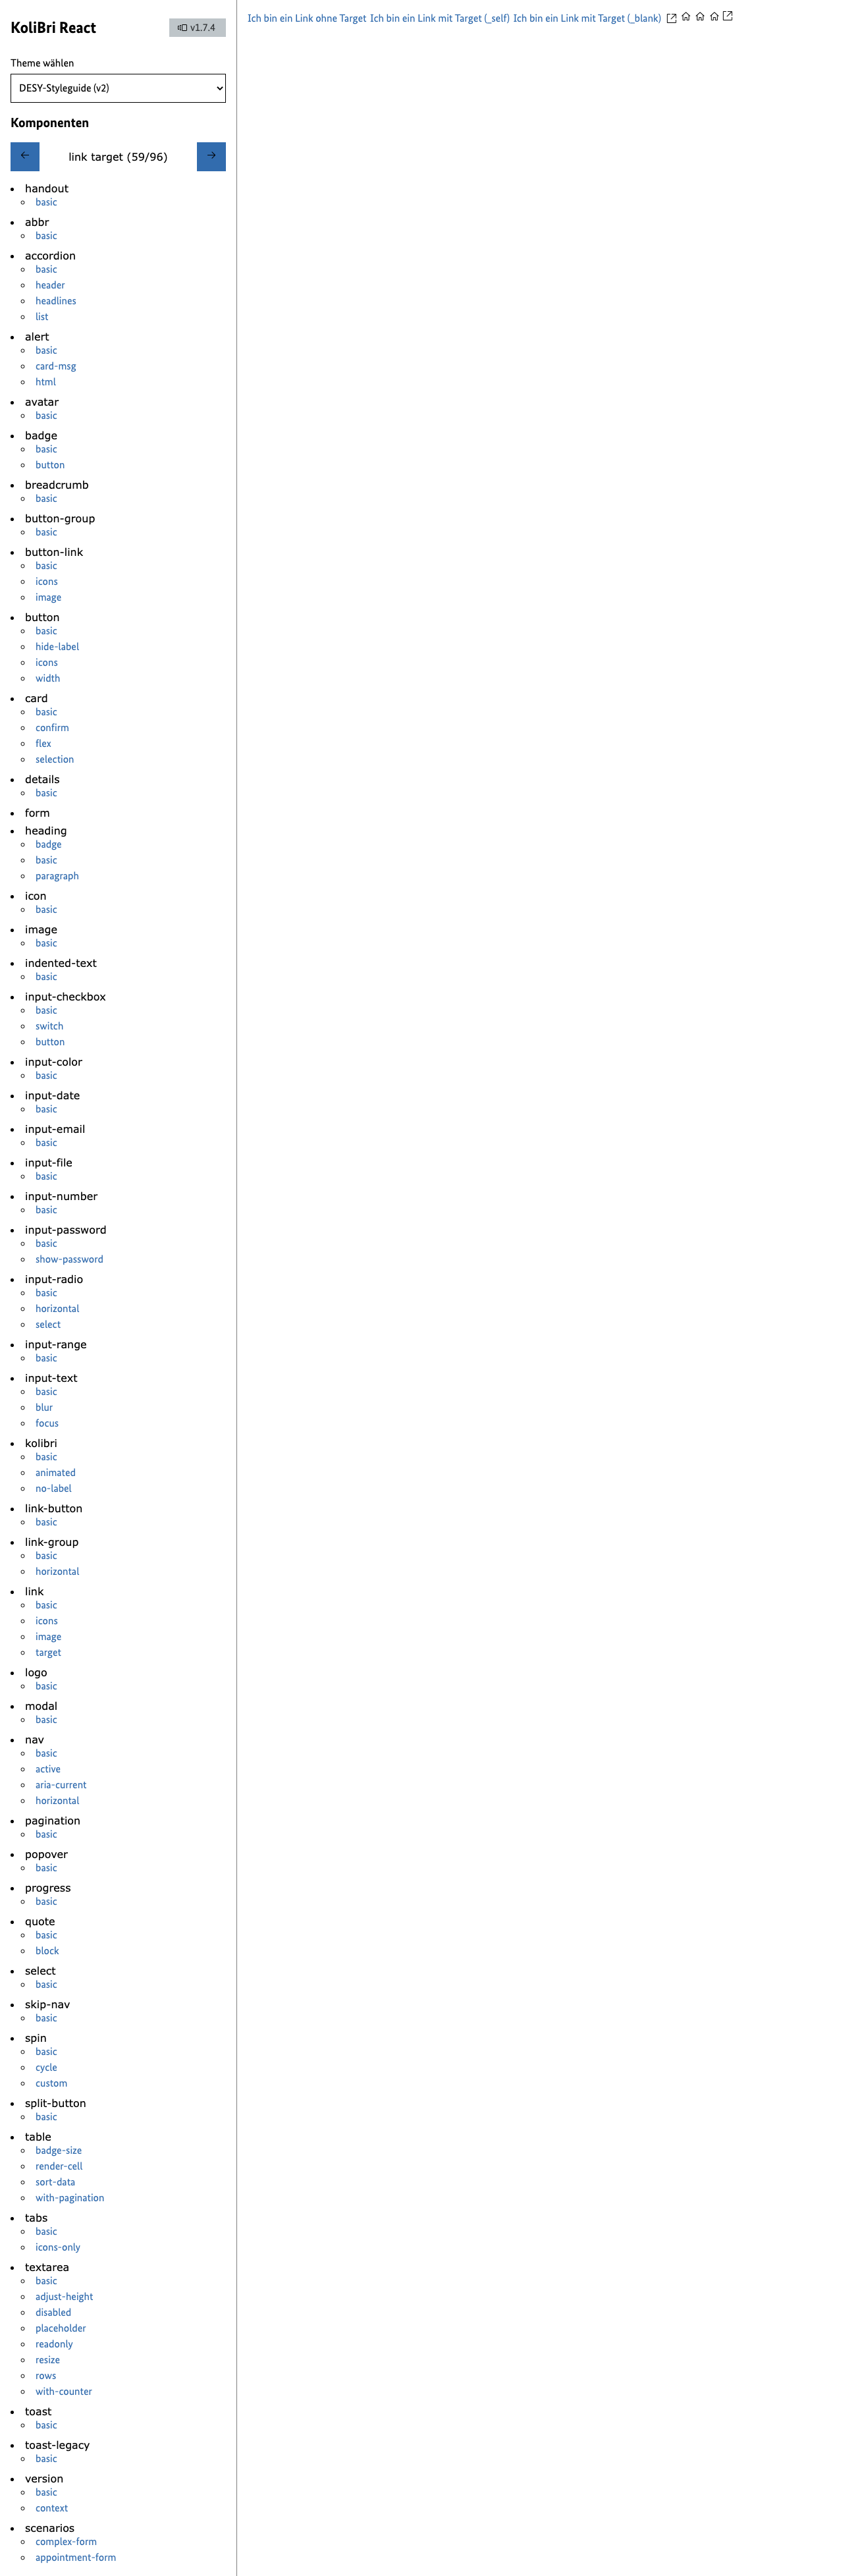 KoliBri React
v1.7.4
Theme wählen
DESY-Styleguide (v2)
Komponenten
link target (59/96)
handout
basic
abbr
basic
accordion
basic
header
headlines
list
alert
basic
card-msg
html
avatar
basic
badge
basic
button
breadcrumb
basic
button-group
basic
button-link
basic
icons
image
button
basic
hide-label
icons
width
card
basic
confirm
flex
selection
details
basic
form
heading
badge
basic
paragraph
icon
basic
image
basic
indented-text
basic
input-checkbox
basic
switch
button
input-color
basic
input-date
basic
input-email
basic
input-file
basic
input-number
basic
input-password
basic
show-password
input-radio
basic
horizontal
select
input-range
basic
input-text
basic
blur
focus
kolibri
basic
animated
no-label
link-button
basic
link-group
basic
horizontal
link
basic
icons
image
target
logo
basic
modal
basic
nav
basic
active
aria-current
horizontal
pagination
basic
popover
basic
progress
basic
quote
basic
block
select
basic
skip-nav
basic
spin
basic
cycle
custom
split-button
basic
table
badge-size
render-cell
sort-data
with-pagination
tabs
basic
icons-only
textarea
basic
adjust-height
disabled
placeholder
readonly
resize
rows
with-counter
toast
basic
toast-legacy
basic
version
basic
context
scenarios
complex-form
appointment-form
Ich bin ein Link ohne Target Ich bin ein Link mit Target (_self) Ich bin ein Link mit Target (_blank)